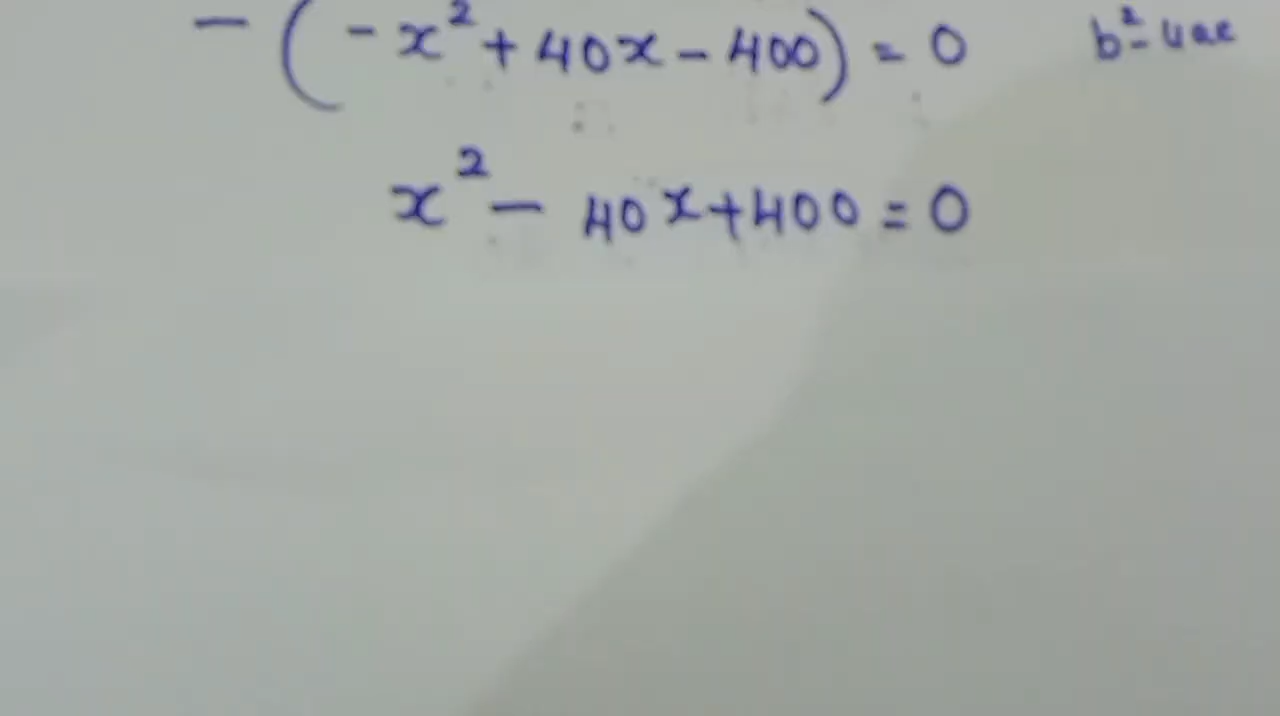 - (-x² + 40x - 400) = 0
b² - 4ac
x² - 40x + 400 = 0